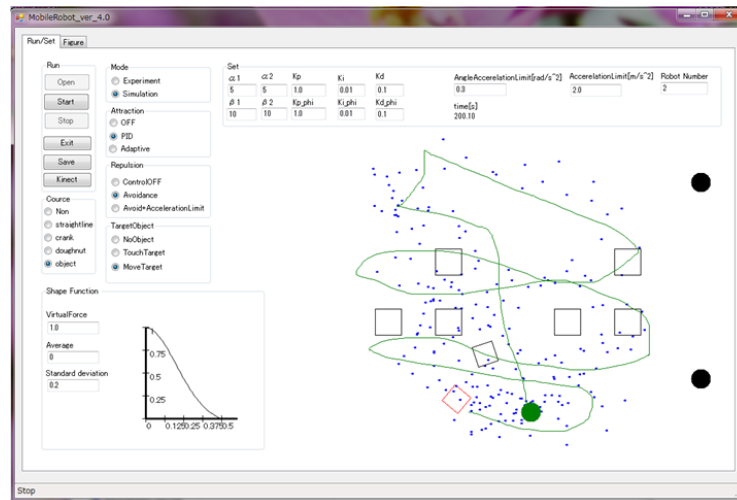 MobileRobot_ver_4.0
Run/Set Figure
Run
Open
Start
Stop
Exit
Save
Kinect
Mode
Experiment
Simulation
Attraction
OFF
PID
Adaptive
Repulsion
ControlOFF
Avoidance
Avoid+AccelerationLimit
Cource
Non
straightline
crank
doughnut
object
TargetObject
NoObject
TouchTarget
MoveTarget
Set
α1 α2 Kp Ki Kd
5 5 1.0 0.01 0.1
β1 β2 Kp_phi Ki_phi Kd_phi
10 10 1.0 0.01 0.1
AngleAccerelationLimit[rad/s^2] AccerelationLimit[m/s^2] Robot Number
0.3 2.0 2
time[s]
200.10
Shape Function
VirtualForce
1.0
Average
0
Standard deviation
0.2
1
0.75
0.5
0.25
0 0.125 0.25 0.375 0.5
Stop